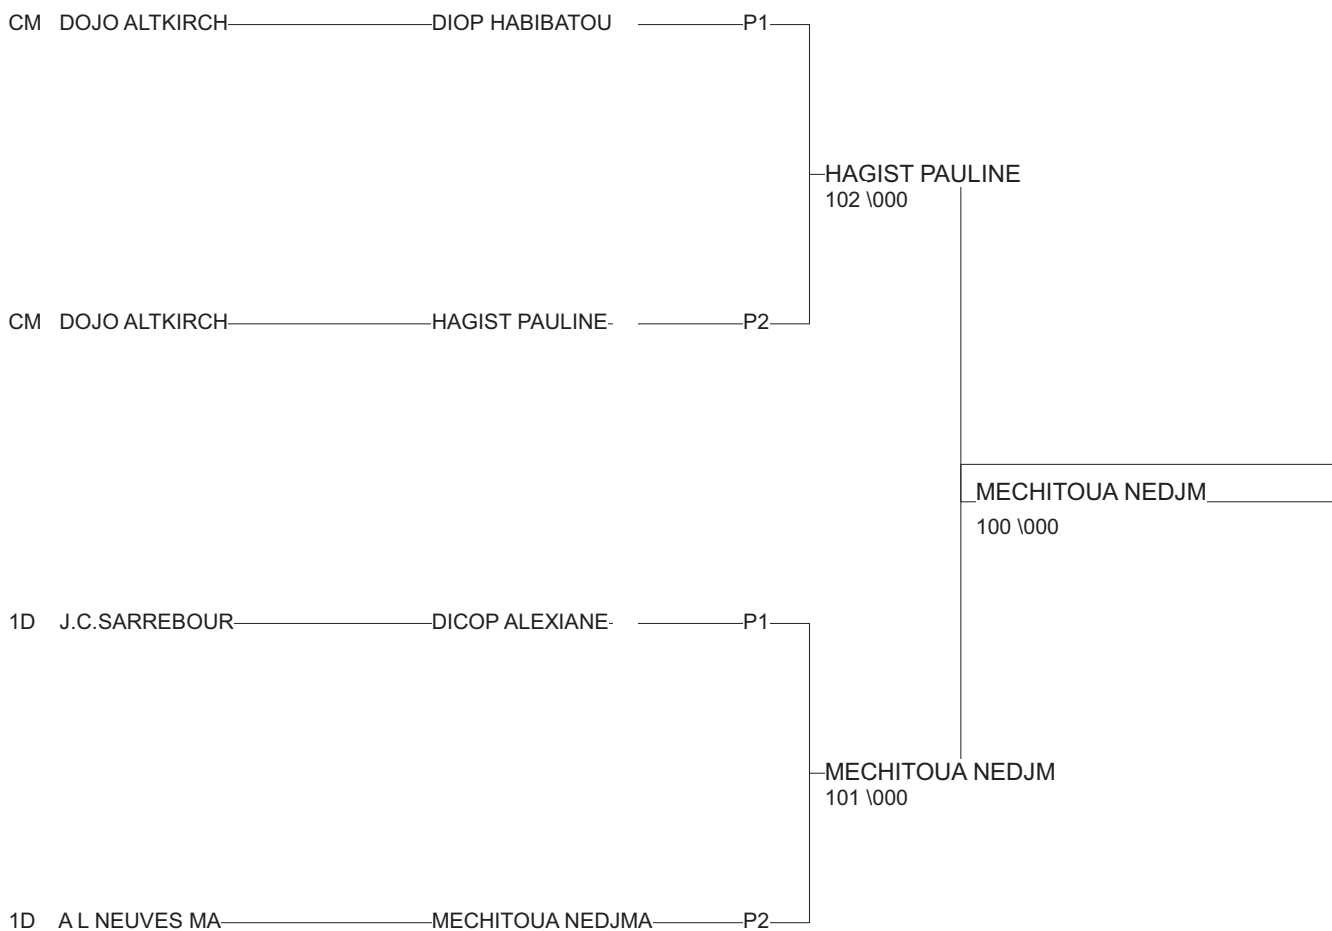 CM DOJO ALTKIRCH DIOP HABIBATOU P1
HAGIST PAULINE
102 \000
CM DOJO ALTKIRCH HAGIST PAULINE P2
MECHITOUA NEDJM
100 \000
1D J.C.SARREBOUR DICOP ALEXIANE P1
MECHITOUA NEDJM
101 \000
1D A L NEUVES MA MECHITOUA NEDJMA P2